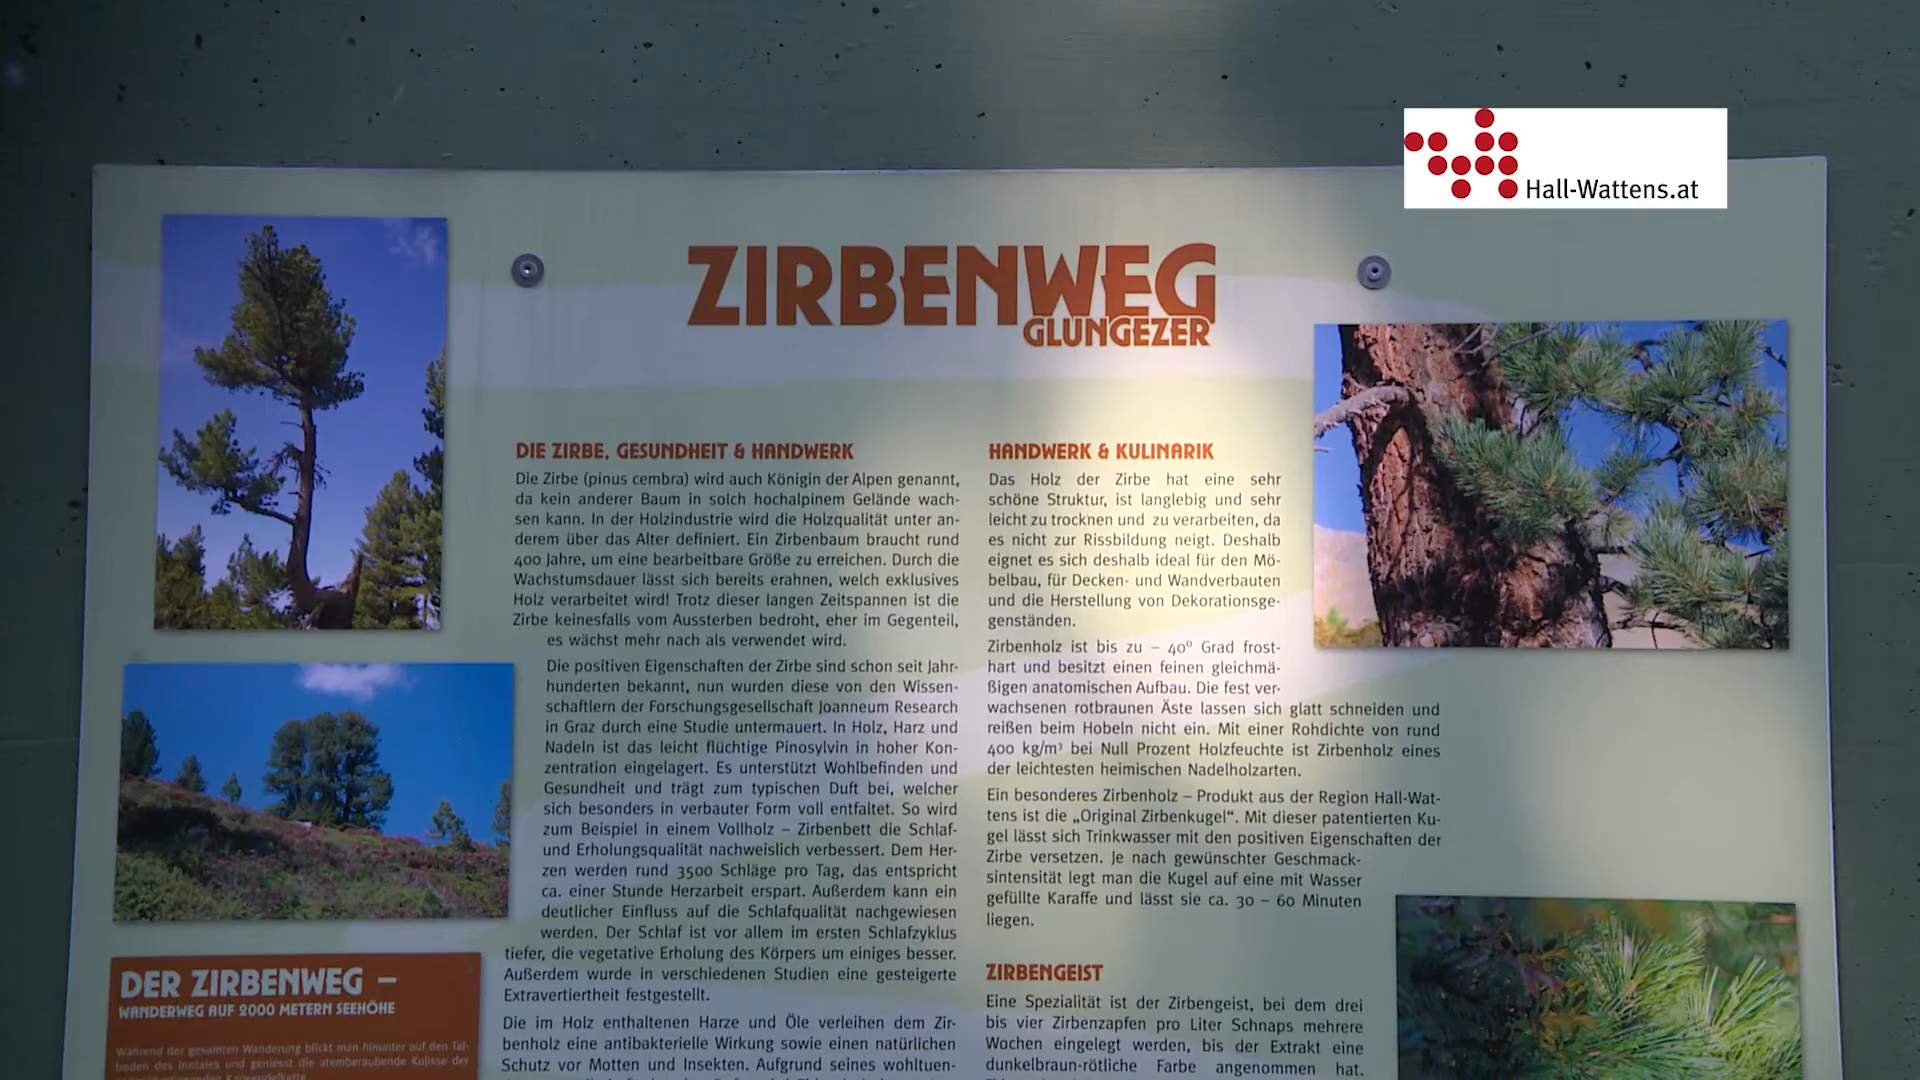 Hall-Wattens.at
ZIRBENWEG
GLUNGEZER
DIE ZIRBE, GESUNDHEIT & HANDWERK
Die Zirbe (pinus cembra) wird auch Königin der Alpen genannt,
da kein anderer Baum in solch hochalpinem Gelände wach-
sen kann. In der Holzindustrie wird die Holzqualität unter an-
derem über das Alter definiert. Ein Zirbenbaum braucht rund
400 Jahre, um eine bearbeitbare Größe zu erreichen. Durch die
Wachstumsdauer lässt sich bereits erahnen, welch exklusives
Holz verarbeitet wird! Trotz dieser langen Zeitspannen ist die
Zirbe keinesfalls vom Aussterben bedroht, eher im Gegenteil,
es wächst mehr nach als verwendet wird.
Die positiven Eigenschaften der Zirbe sind schon seit Jahr-
hunderten bekannt, nun wurden diese von den Wissen-
schaftlern der Forschungsgesellschaft Joanneum Research
in Graz durch eine Studie untermauert. In Holz, Harz und
Nadeln ist das leicht flüchtige Pinosylvin in hoher Kon-
zentration eingelagert. Es unterstützt Wohlbefinden und
Gesundheit und trägt zum typischen Duft bei, welcher
sich besonders in verbauter Form voll entfaltet. So wird
zum Beispiel in einem Vollholz – Zirbenbett die Schlaf-
und Erholungsqualität nachweislich verbessert. Dem Her-
zen werden rund 3500 Schläge pro Tag, das entspricht
ca. einer Stunde Herzarbeit erspart. Außerdem kann ein
deutlicher Einfluss auf die Schlafqualität nachgewiesen
werden. Der Schlaf ist vor allem im ersten Schlafzyklus
tiefer, die vegetative Erholung des Körpers um einiges besser.
Außerdem wurde in verschiedenen Studien eine gesteigerte
Extravertiertheit festgestellt.
Die im Holz enthaltenen Harze und Öle verleihen dem Zir-
benholz eine antibakterielle Wirkung sowie einen natürlichen
Schutz vor Motten und Insekten. Aufgrund seines wohltuen-
HANDWERK & KULINARIK
Das Holz der Zirbe hat eine sehr
schöne Struktur, ist langlebig und sehr
leicht zu trocknen und zu verarbeiten, da
es nicht zur Rissbildung neigt. Deshalb
eignet es sich deshalb ideal für den Mö-
belbau, für Decken- und Wandverbauten
und die Herstellung von Dekorationsge-
genständen.
Zirbenholz ist bis zu – 40° Grad frost-
hart und besitzt einen feinen gleichmä-
ßigen anatomischen Aufbau. Die fest ver-
wachsenen rotbraunen Äste lassen sich glatt schneiden und
reißen beim Hobeln nicht ein. Mit einer Rohdichte von rund
400 kg/m³ bei Null Prozent Holzfeuchte ist Zirbenholz eines
der leichtesten heimischen Nadelholzarten.
Ein besonderes Zirbenholz – Produkt aus der Region Hall-Wat-
tens ist die „Original Zirbenkugel“. Mit dieser patentierten Ku-
gel lässt sich Trinkwasser mit den positiven Eigenschaften der
Zirbe versetzen. Je nach gewünschter Geschmack-
sintensität legt man die Kugel auf eine mit Wasser
gefüllte Karaffe und lässt sie ca. 30 – 60 Minuten
liegen.
ZIRBENGEIST
Eine Spezialität ist der Zirbengeist, bei dem drei
bis vier Zirbenzapfen pro Liter Schnaps mehrere
Wochen eingelegt werden, bis der Extrakt eine
dunkelbraun-rötliche Farbe angenommen hat.
DER ZIRBENWEG –
WANDERWEG AUF 2000 METERN SEEHÖHE
Während der gesamten Wanderung blickt man hinunter auf den Tal-
boden des Inntales und geniesst die atemberaubende Kulisse der